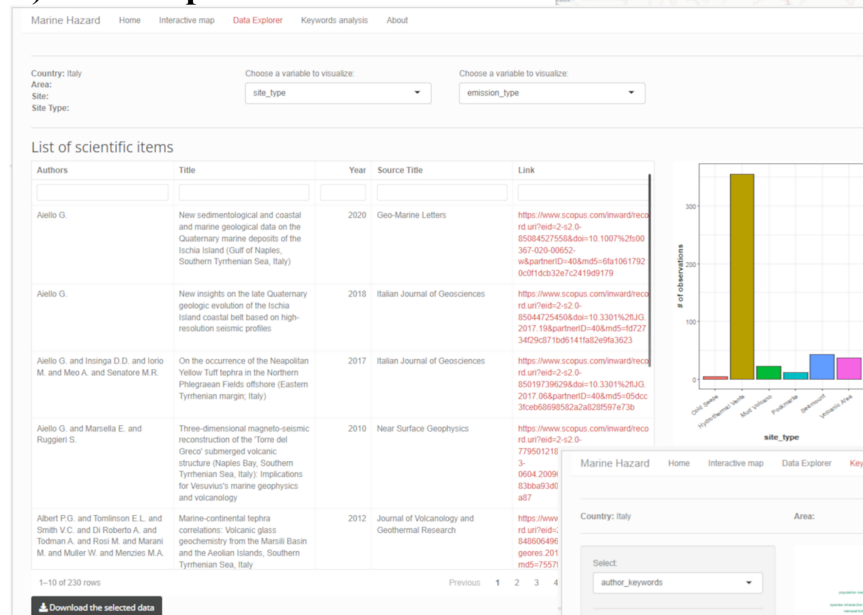 Marine Hazard Home Interactive map Data Explorer Keywords analysis About
Country: Italy
Area:
Site:
Site Type:
Choose a variable to visualize:
site_type
Choose a variable to visualize:
emission_type
List of scientific items
Authors Title Year Source Title Link
Aiello G. New sedimentological and coastal 2020 Geo-Marine Letters https://www.scopus.com/inward/reco
and marine geological data on the rd.uri?eid=2-s2.0-
Quaternary marine deposits of the 85084527558&doi=10.1007%2fs00
Ischia Island (Gulf of Naples, 367-020-00652-
Southern Tyrrhenian Sea, Italy) w&partnerID=40&md5=6fa1061792
0c0f1dcb32e7c2419d9179
Aiello G. New insights on the late Quaternary 2018 Italian Journal of Geosciences https://www.scopus.com/inward/reco
geologic evolution of the Ischia rd.uri?eid=2-s2.0-
Island coastal belt based on high- 85044725450&doi=10.3301%2fIJG.
resolution seismic profiles 2017.19&partnerID=40&md5=fd727
34f29c871bd6141fa82e9fa3623
Aiello G. and Insinga D.D. and Iorio On the occurrence of the Neapolitan 2017 Italian Journal of Geosciences https://www.scopus.com/inward/reco
M. and Meo A. and Senatore M.R. Yellow Tuff tephra in the Northern rd.uri?eid=2-s2.0-
Phlegraean Fields offshore (Eastern 85019739629&doi=10.3301%2fIJG.
Tyrrhenian margin; Italy) 2017.06&partnerID=40&md5=05dcc
3fceb68698582a2a828f597e73b
Aiello G. and Marsella E. and Three-dimensional magneto-seismic 2010 Near Surface Geophysics https://www.scopus.com/inward/reco
Ruggieri S. reconstruction of the 'Torre del rd.uri?eid=2-s2.0-
Greco' submerged volcanic 779501218
structure (Naples Bay, Southern 3-
Tyrrhenian Sea, Italy): Implications 0604.2009
for Vesuvius's marine geophysics 83bba93d0
and volcanology a87
Albert P.G. and Tomlinson E.L. and Marine-continental tephra 2012 Journal of Volcanology and https://www
Smith V.C. and Di Roberto A. and correlations: Volcanic glass Geothermal Research rd.uri?eid=
Todman A. and Rosi M. and Marani geochemistry from the Marsili Basin 848606496
M. and Muller W. and Menzies M.A. and the Aeolian Islands, Southern geores.201
Tyrrhenian Sea, Italy md5=7557
1–10 of 230 rows Previous 1 2 3 4
Download the selected data
# of observations
300
200
100
0
Cold Seeps
Hydrothermal Vents
Mud Volcano
Pockmarks
Seamount
Volcanic Area
site_type
Marine Hazard Home Interactive map Data Explorer Key
Country: Italy Area:
Select:
author_keywords